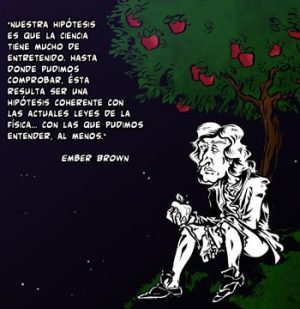 "NUESTRA HIPÓTESIS
ES QUE LA CIENCIA
TIENE MUCHO DE
ENTRETENIDO. HASTA
DONDE PUDIMOS
COMPROBAR, ÉSTA
RESULTA SER UNA
HIPÓTESIS COHERENTE CON
LAS ACTUALES LEYES DE LA
FÍSICA... CON LAS QUE PUDIMOS
ENTENDER, AL MENOS."
EMBER BROWN